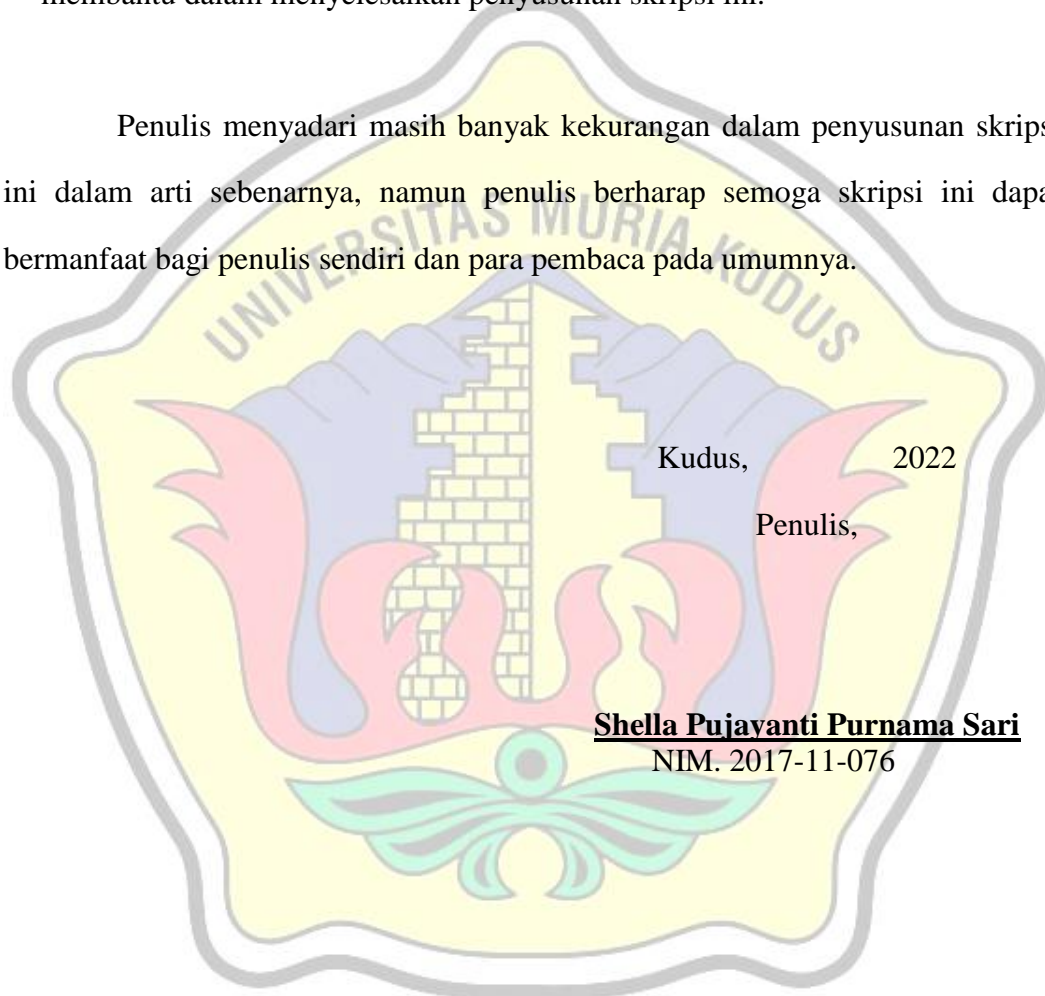 membantu dalam menyelesaikan penyusunan skripsi ini.
Penulis menyadari masih banyak kekurangan dalam penyusunan skrips
ini dalam arti sebenarnya, namun penulis berharap semoga skripsi ini dapa
bermanfaat bagi penulis sendiri dan para pembaca pada umumnya.
UNIVERSITAS MURIA KUDUS
Kudus, 2022
Penulis,
Shella Pujayanti Purnama Sari
NIM. 2017-11-076